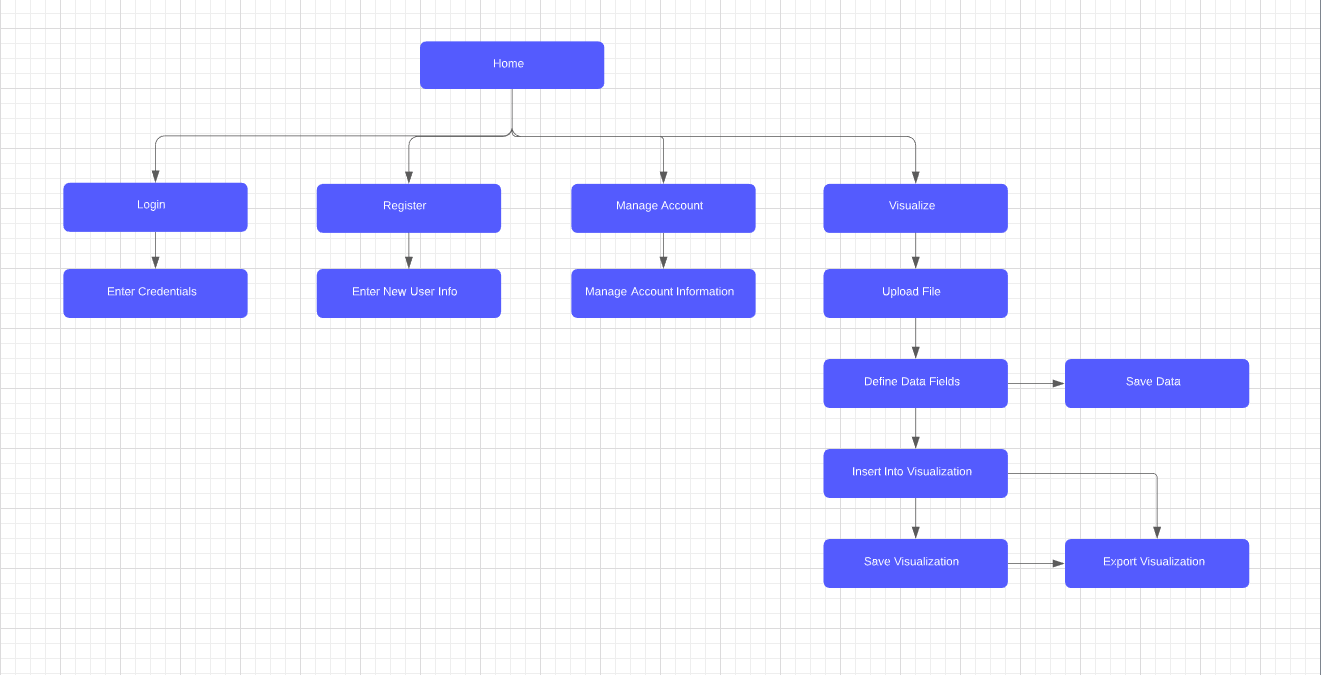 Home
Login
Register
Manage Account
Visualize
Enter Credentials
Enter New User Info
Manage Account Information
Upload File
Define Data Fields
Save Data
Insert Into Visualization
Save Visualization
Export Visualization